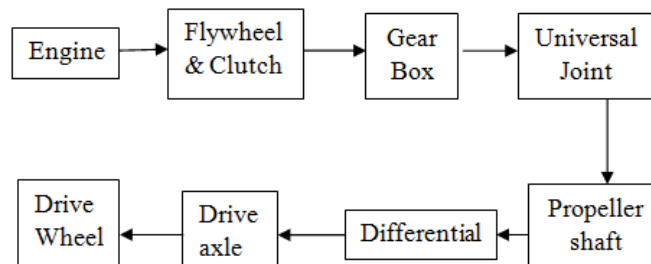 Engine
Flywheel
& Clutch
Gear
Box
Universal
Joint
Propeller
shaft
Differential
Drive
axle
Drive
Wheel